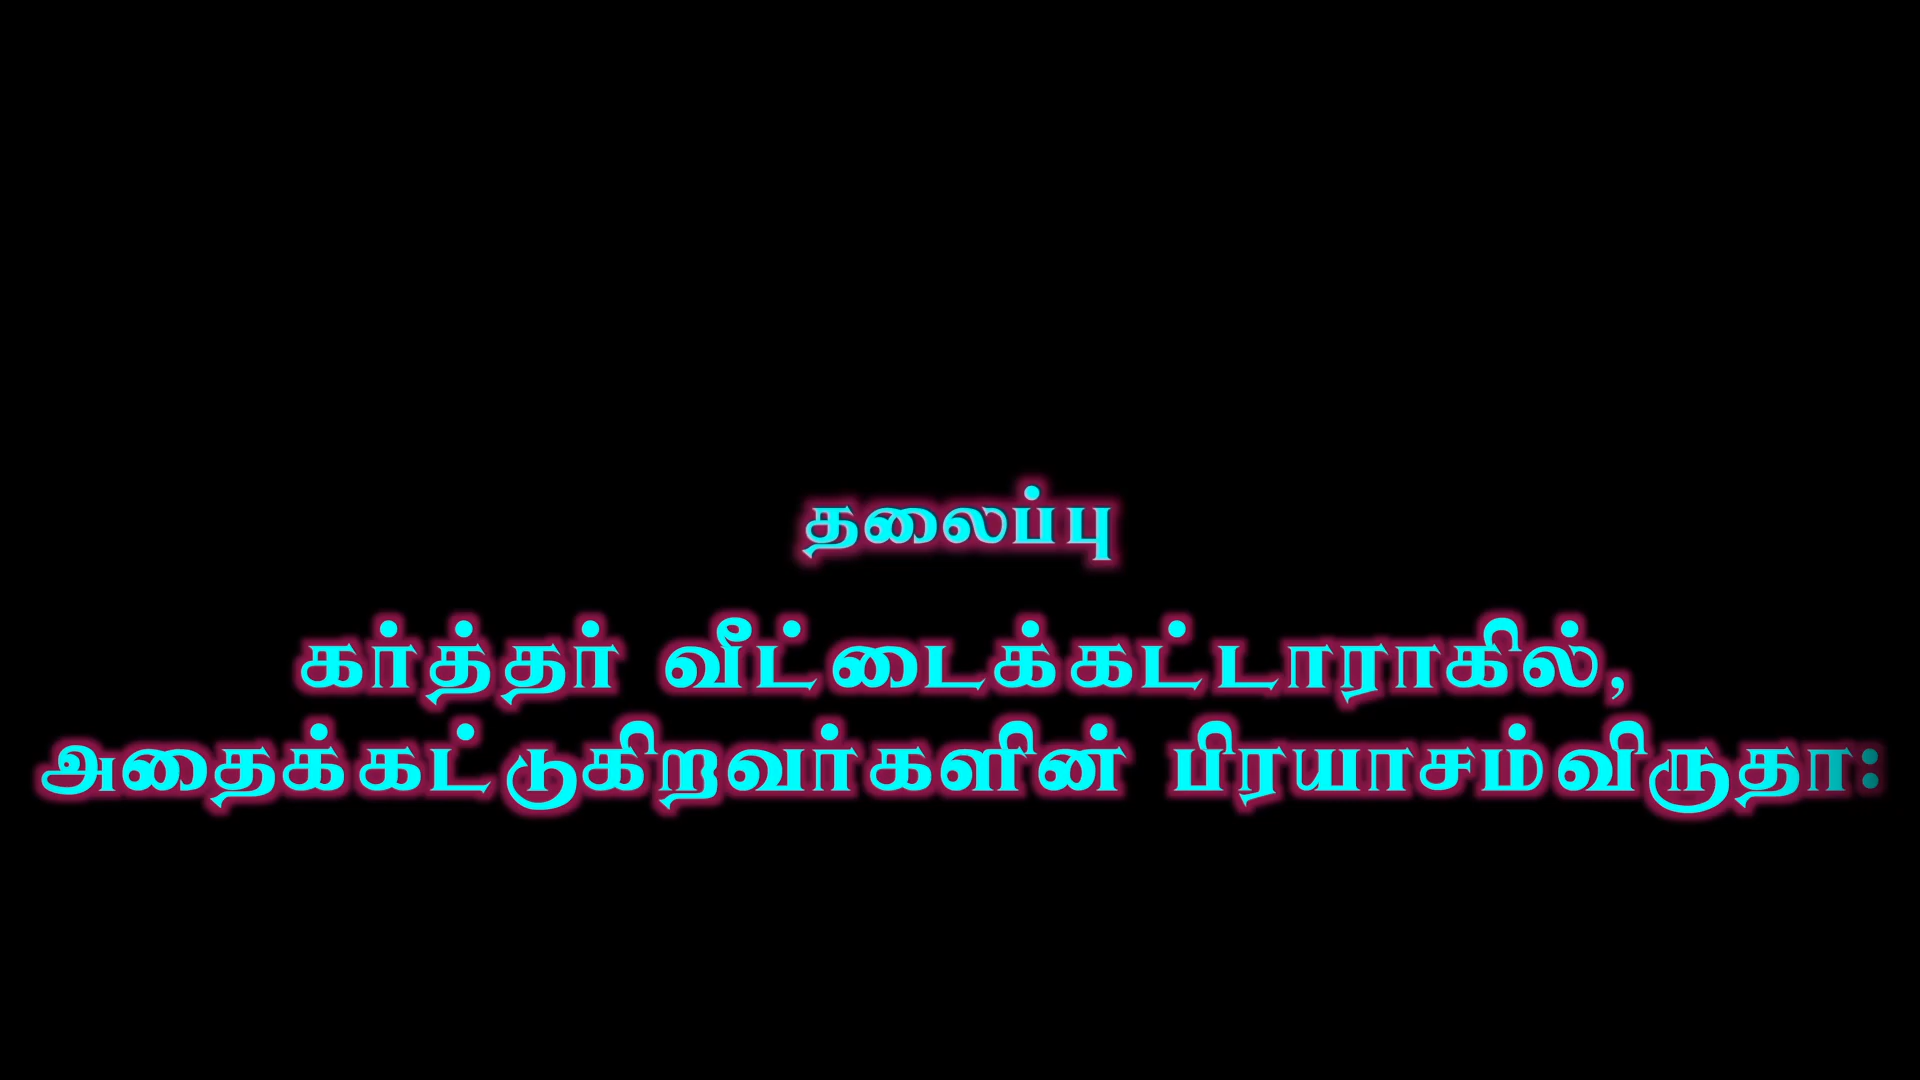 தலைப்பு
கர்த்தர் வீட்டைக்கட்டாராகில்,
அதைக்கட்டுகிறவர்களின் பிரயாசம்விருதா: